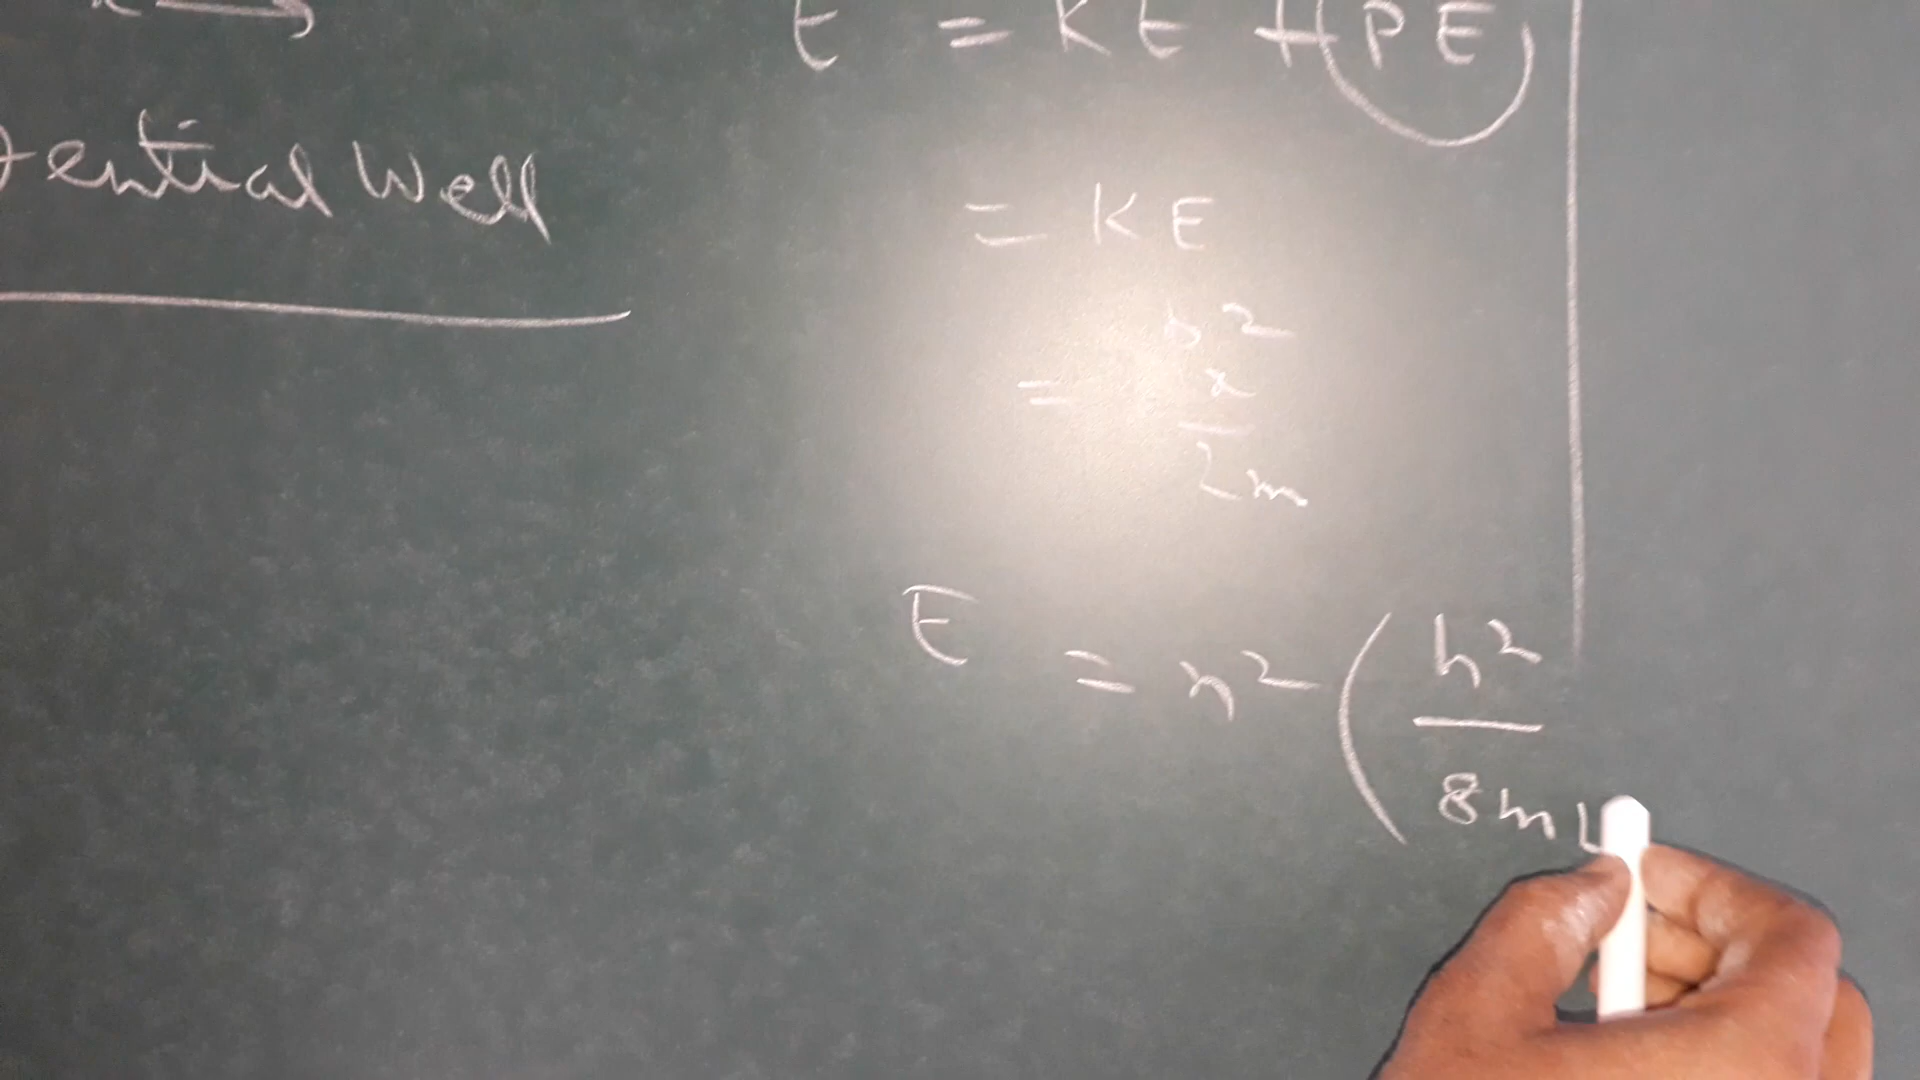 x →
E = KE + (PE)
tential Well
= KE
= p² x / 2m
E = n² ( h² / 8mL